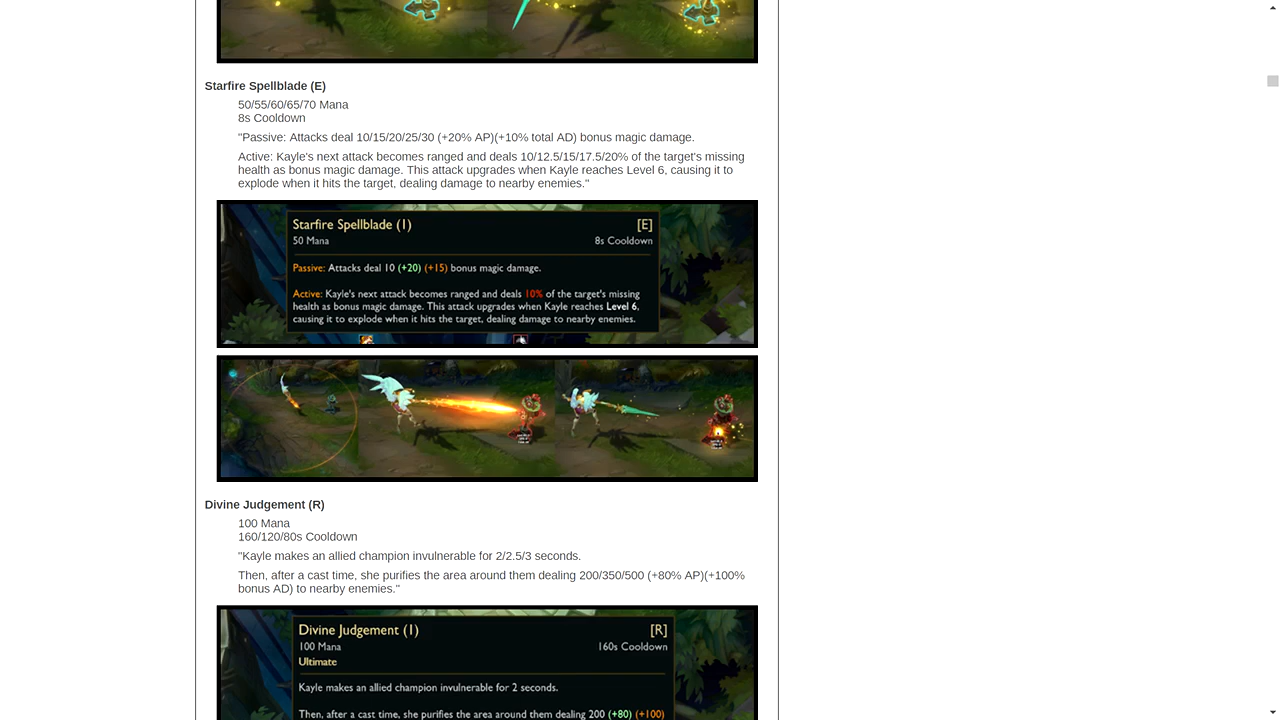 Starfire Spellblade (E)
50/55/60/65/70 Mana
8s Cooldown
"Passive: Attacks deal 10/15/20/25/30 (+20% AP)(+10% total AD) bonus magic damage.
Active: Kayle's next attack becomes ranged and deals 10/12.5/15/17.5/20% of the target's missing
health as bonus magic damage. This attack upgrades when Kayle reaches Level 6, causing it to
explode when it hits the target, dealing damage to nearby enemies."
Starfire Spellblade (1) [E]
50 Mana 8s Cooldown
Passive: Attacks deal 10 (+20) (+15) bonus magic damage.
Active: Kayle's next attack becomes ranged and deals 10% of the target's missing
health as bonus magic damage. This attack upgrades when Kayle reaches Level 6,
causing it to explode when it hits the target, dealing damage to nearby enemies.
Divine Judgement (R)
100 Mana
160/120/80s Cooldown
"Kayle makes an allied champion invulnerable for 2/2.5/3 seconds.
Then, after a cast time, she purifies the area around them dealing 200/350/500 (+80% AP)(+100%
bonus AD) to nearby enemies."
Divine Judgement (1) [R]
100 Mana 160s Cooldown
Ultimate
Kayle makes an allied champion invulnerable for 2 seconds.
Then, after a cast time, she purifies the area around them dealing 200 (+80) (+100)